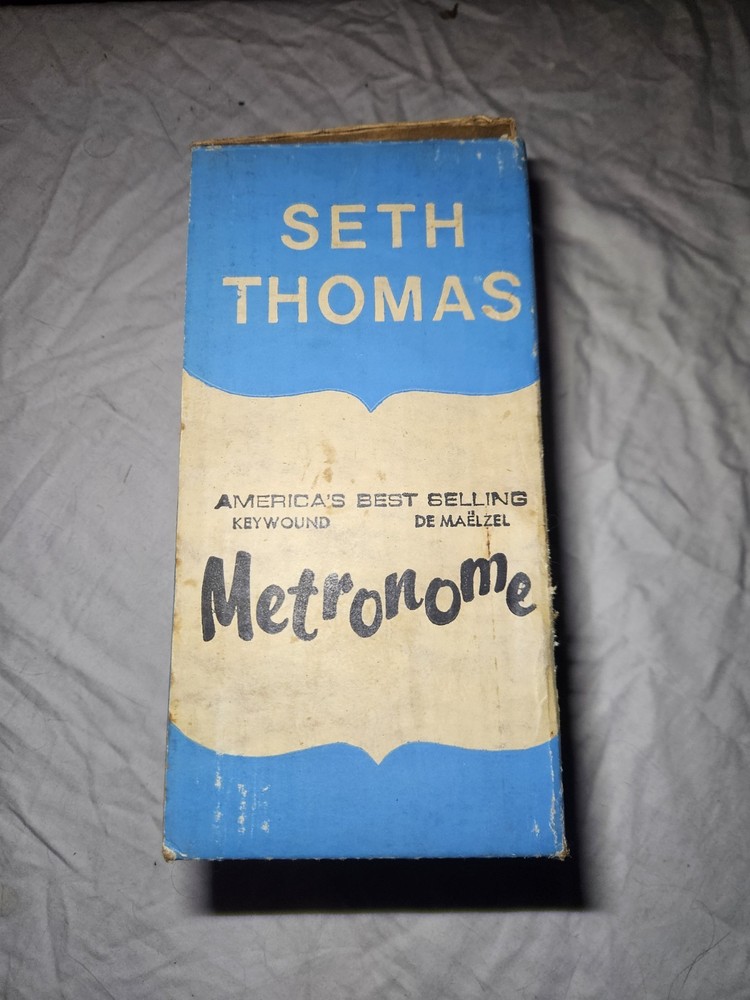 SETH
THOMAS
AMERICA'S BEST SELLING
KEYWOUND DE MAËLZEL
Metronome